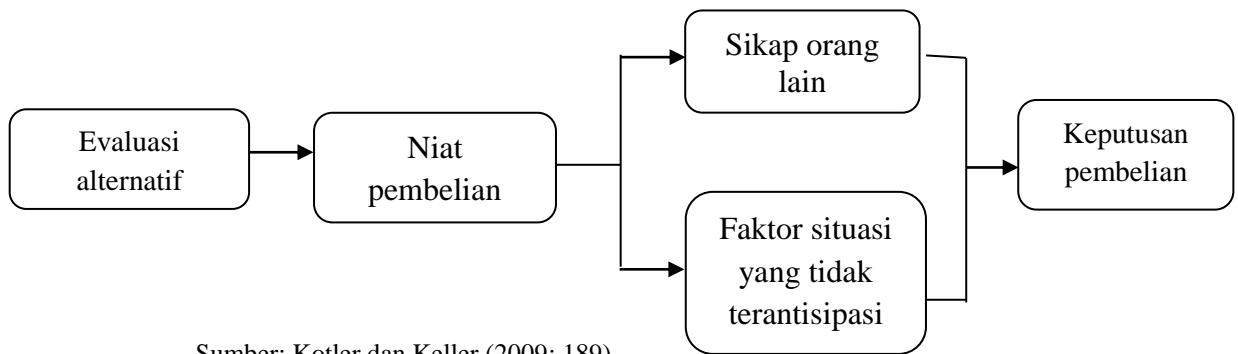 Evaluasi
alternatif
Niat
pembelian
Sikap orang
lain
Faktor situasi
yang tidak
terantisipasi
Keputusan
pembelian
Sumber: Kotler dan Keller (2009: 189)